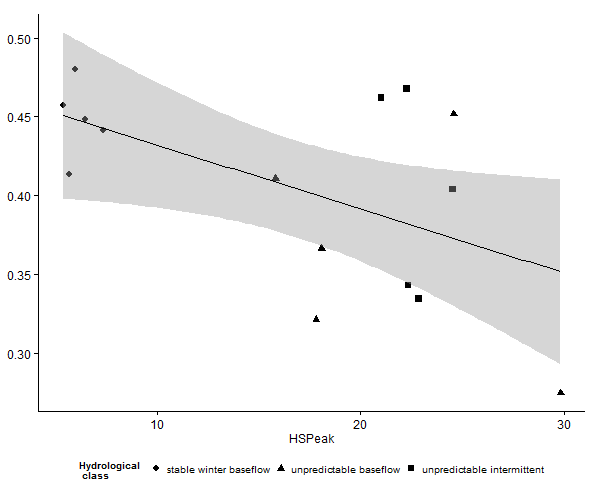 0.50
0.45
0.40
0.35
0.30
10 20 30
HSPeak
Hydrological class stable winter baseflow unpredictable baseflow unpredictable intermittent